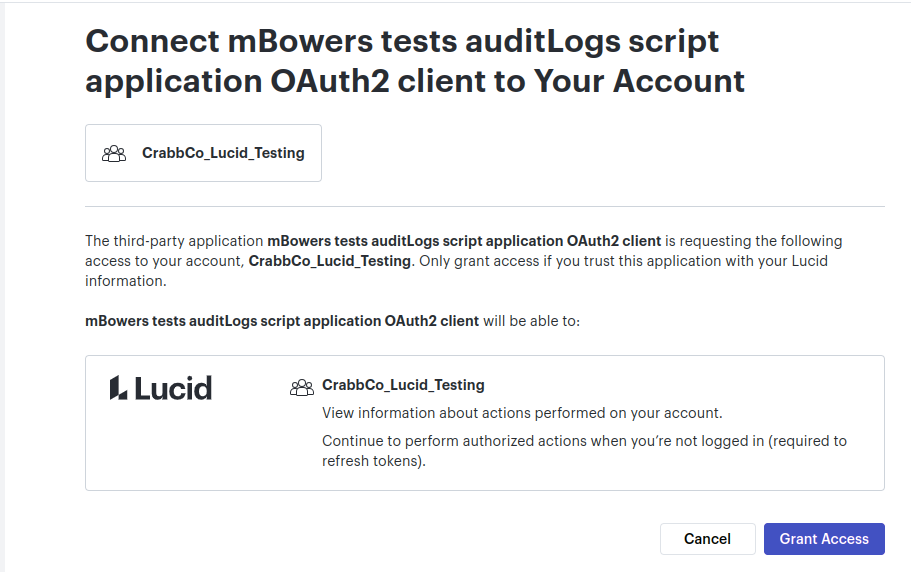 Connect mBowers tests auditLogs script
application OAuth2 client to Your Account
CrabbCo_Lucid_Testing
The third-party application mBowers tests auditLogs script application OAuth2 client is requesting the following
access to your account, CrabbCo_Lucid_Testing. Only grant access if you trust this application with your Lucid
information.
mBowers tests auditLogs script application OAuth2 client will be able to:
Lucid
CrabbCo_Lucid_Testing
View information about actions performed on your account.
Continue to perform authorized actions when you’re not logged in (required to
refresh tokens).
Cancel
Grant Access